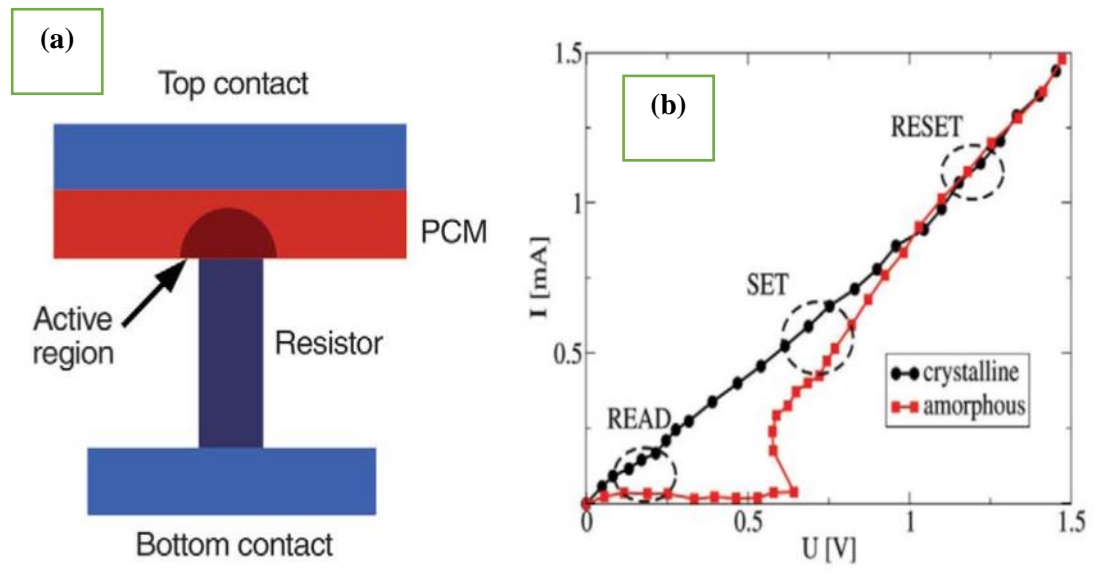 (a)
Top contact
PCM
Active
region
Resistor
Bottom contact
(b)
1.5
1
0.5
0
0.5
1
1.5
I [mA]
U [V]
RESET
SET
READ
crystalline
amorphous